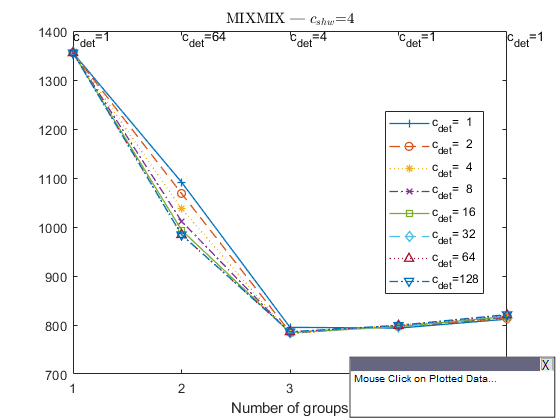 MIXMIX — c_shw=4
c_det=1 c_det=64 c_det=4 c_det=1 c_det=1
1400
1300
1200
1100
1000
900
800
700
c_det= 1
c_det= 2
c_det= 4
c_det= 8
c_det= 16
c_det= 32
c_det= 64
c_det=128
1 2 3
Number of groups
X
Mouse Click on Plotted Data...